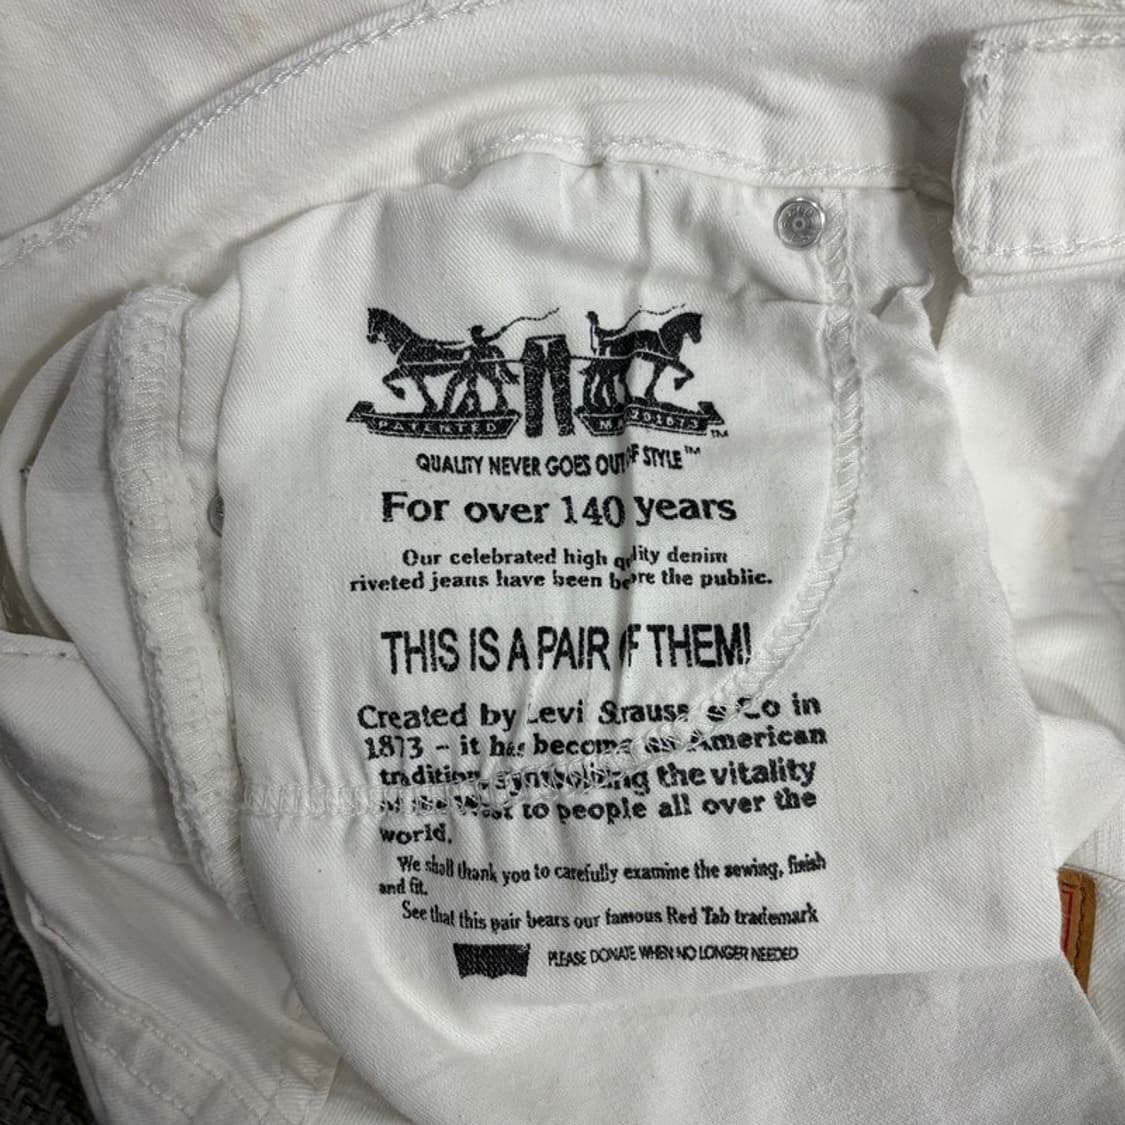 PATENTED
QUALITY NEVER GOES OUT OF STYLE™
For over 140 years
Our celebrated high quality denim
riveted jeans have been before the public.
THIS IS A PAIR OF THEM!
Created by Levi Strauss & Co in
1873 - it has become an American
tradition, symbolizing the vitality
of the West to people all over the
world.
We shall thank you to carefully examine the sewing, finish
and fit.
See that this pair bears our famous Red Tab trademark
PLEASE DONATE WHEN NO LONGER NEEDED